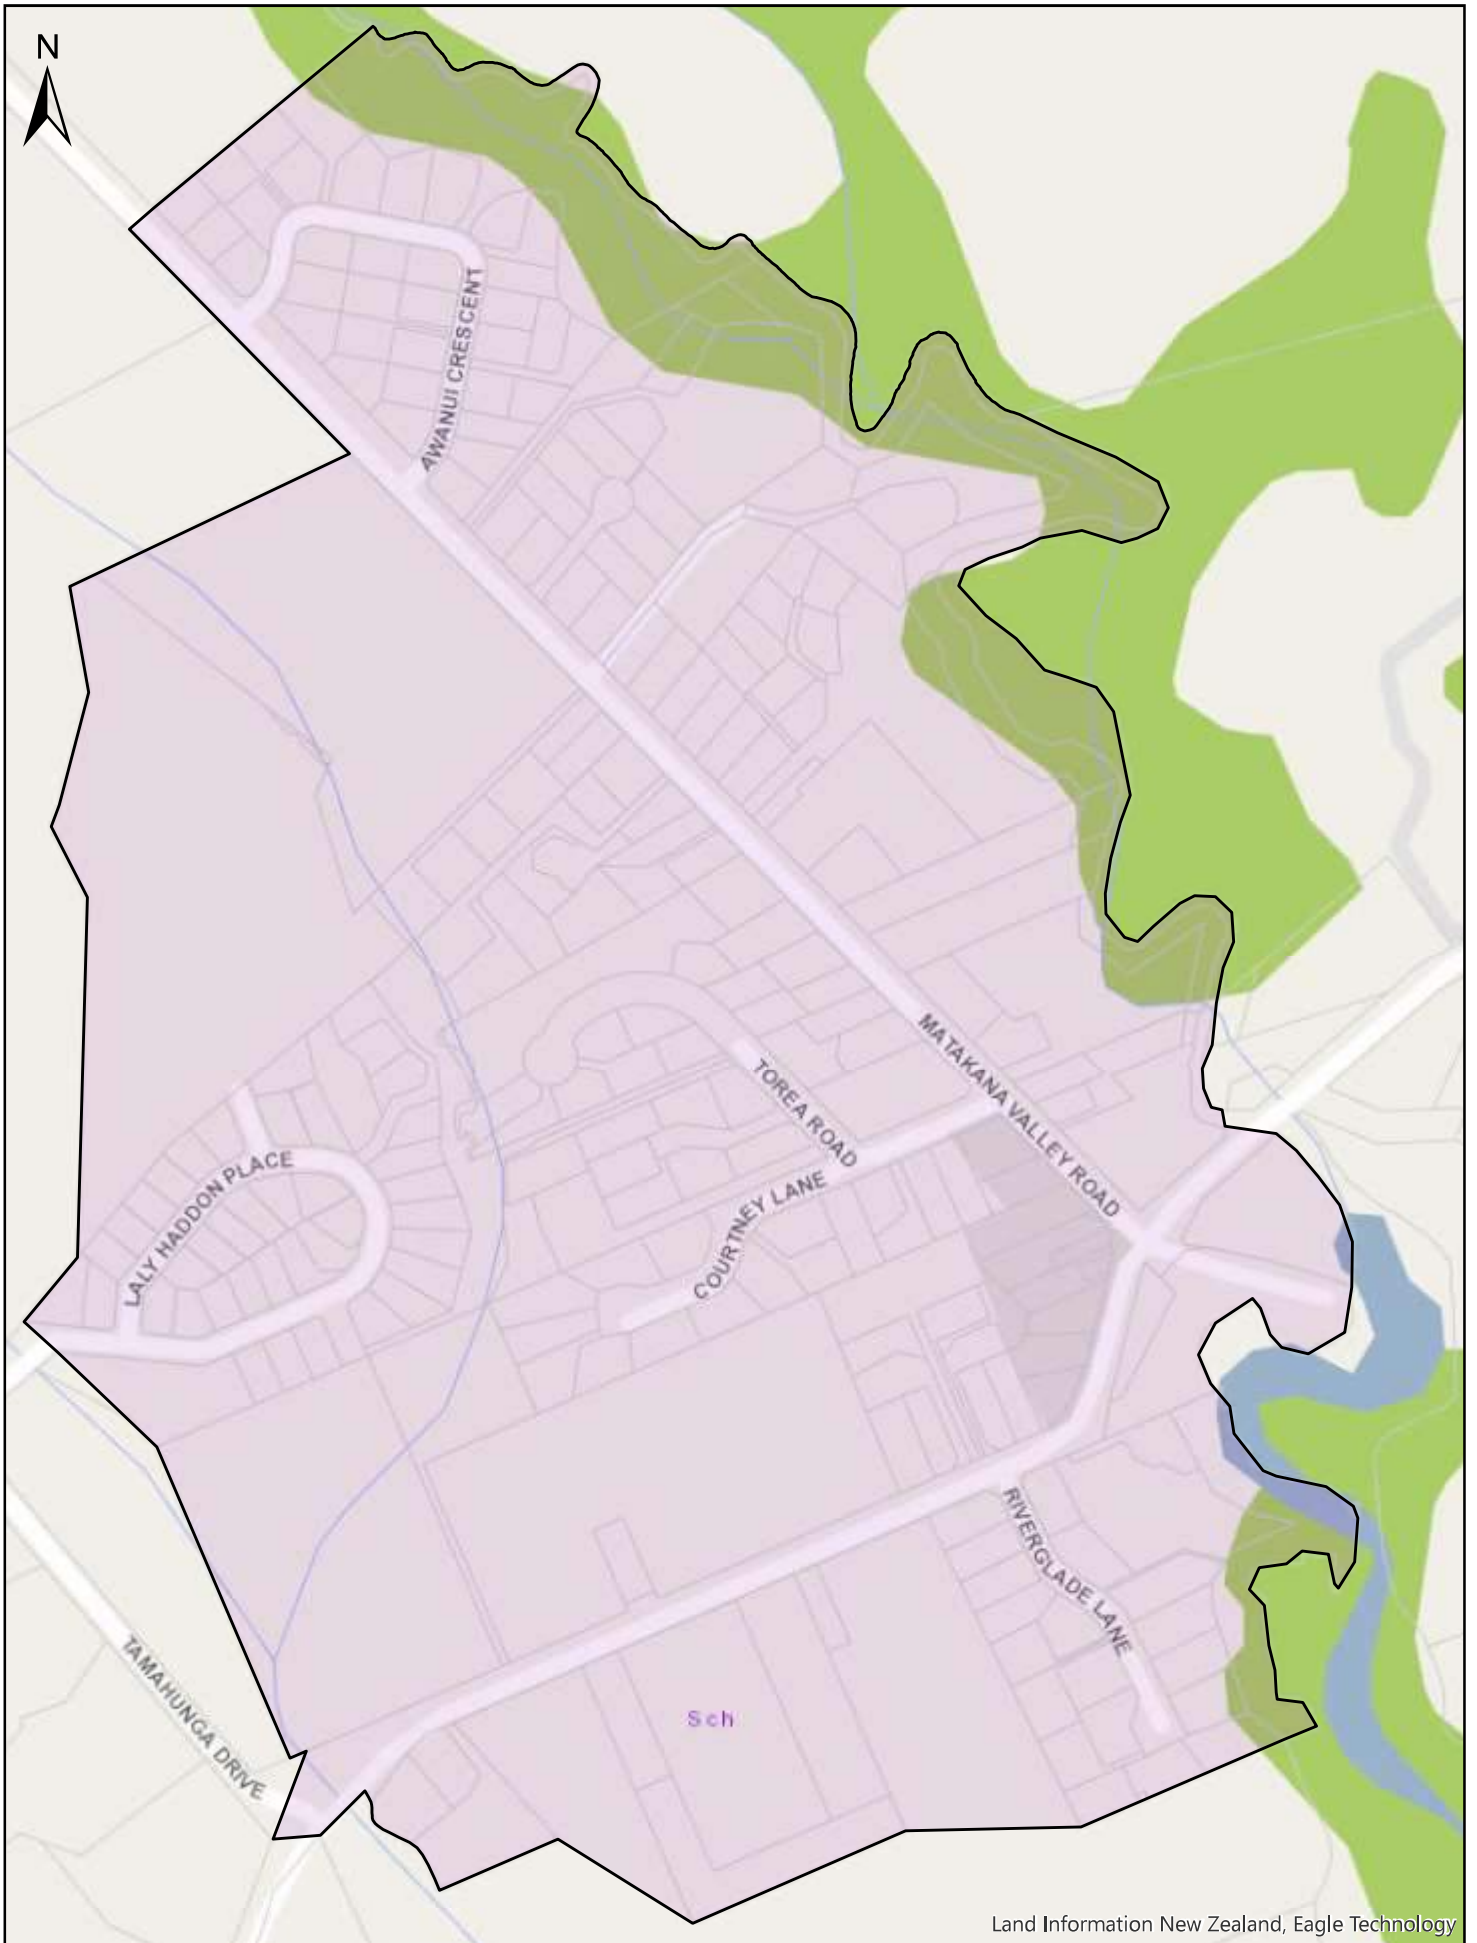 N
AWANUI CRESCENT
MATAKANA VALLEY ROAD
TOREA ROAD
LALY HADDON PLACE
COURTNEY LANE
RIVERGLADE LANE
TAMAHUNGA DRIVE
Sch
Land Information New Zealand, Eagle Technology